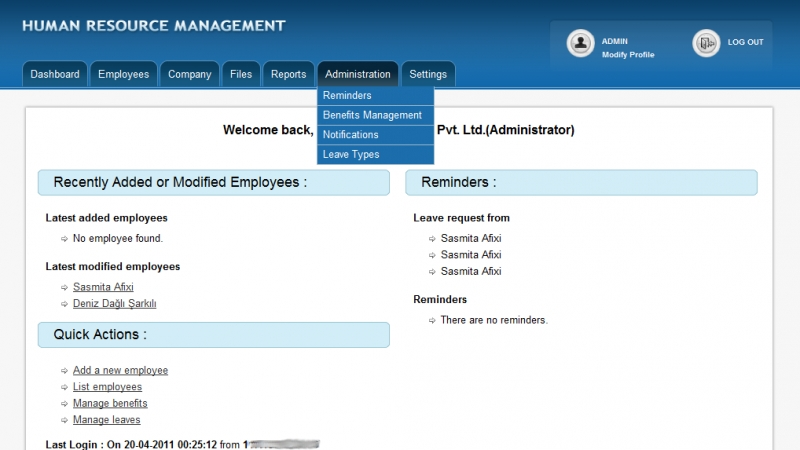 HUMAN RESOURCE MANAGEMENT
ADMIN
Modify Profile
LOG OUT
Dashboard
Employees
Company
Files
Reports
Administration
Settings
Reminders
Benefits Management
Notifications
Leave Types
Welcome back, Pvt. Ltd.(Administrator)
Recently Added or Modified Employees :
Latest added employees
No employee found.
Latest modified employees
Sasmita Afixi
Deniz Dağlı Şarkılı
Quick Actions :
Add a new employee
List employees
Manage benefits
Manage leaves
Last Login : On 20-04-2011 00:25:12 from
Reminders :
Leave request from
Sasmita Afixi
Sasmita Afixi
Sasmita Afixi
Reminders
There are no reminders.